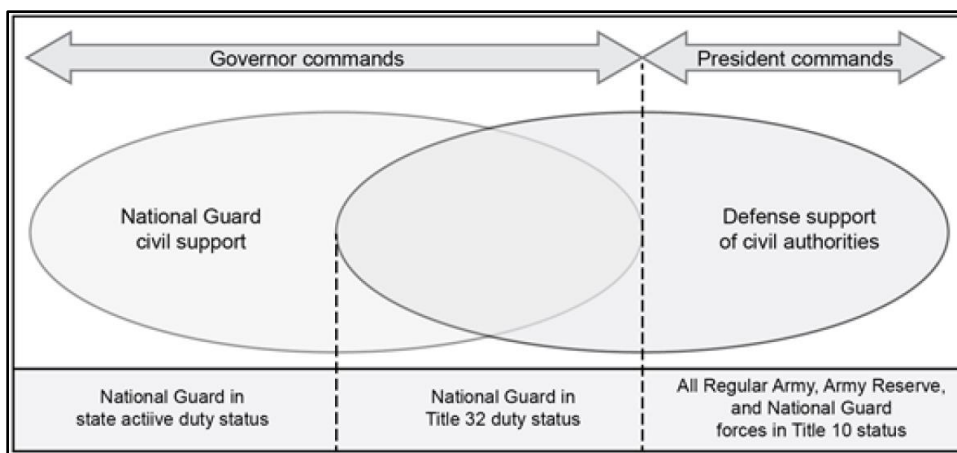 Governor commands
President commands
National Guard
civil support
Defense support
of civil authorities
National Guard in
state actiive duty status
National Guard in
Title 32 duty status
All Regular Army, Army Reserve,
and National Guard
forces in Title 10 status